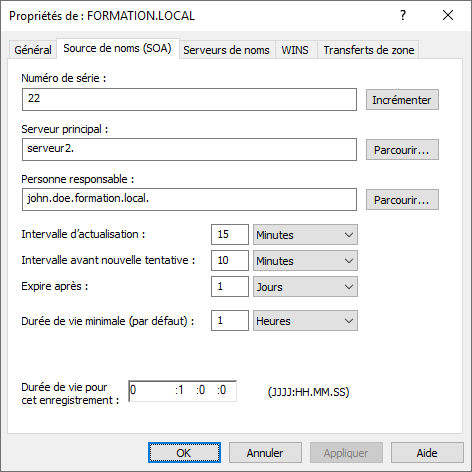 Propriétés de : FORMATION.LOCAL ? ×
Général Source de noms (SOA) Serveurs de noms WINS Transferts de zone
Numéro de série :
22 Incrémenter
Serveur principal :
serveur2. Parcourir...
Personne responsable :
john.doe.formation.local. Parcourir...
Intervalle d'actualisation : 15 Minutes
Intervalle avant nouvelle tentative : 10 Minutes
Expire après : 1 Jours
Durée de vie minimale (par défaut) : 1 Heures
Durée de vie pour
cet enregistrement : 0 :1 :0 :0 (JJJJ:HH.MM.SS)
OK Annuler Appliquer Aide